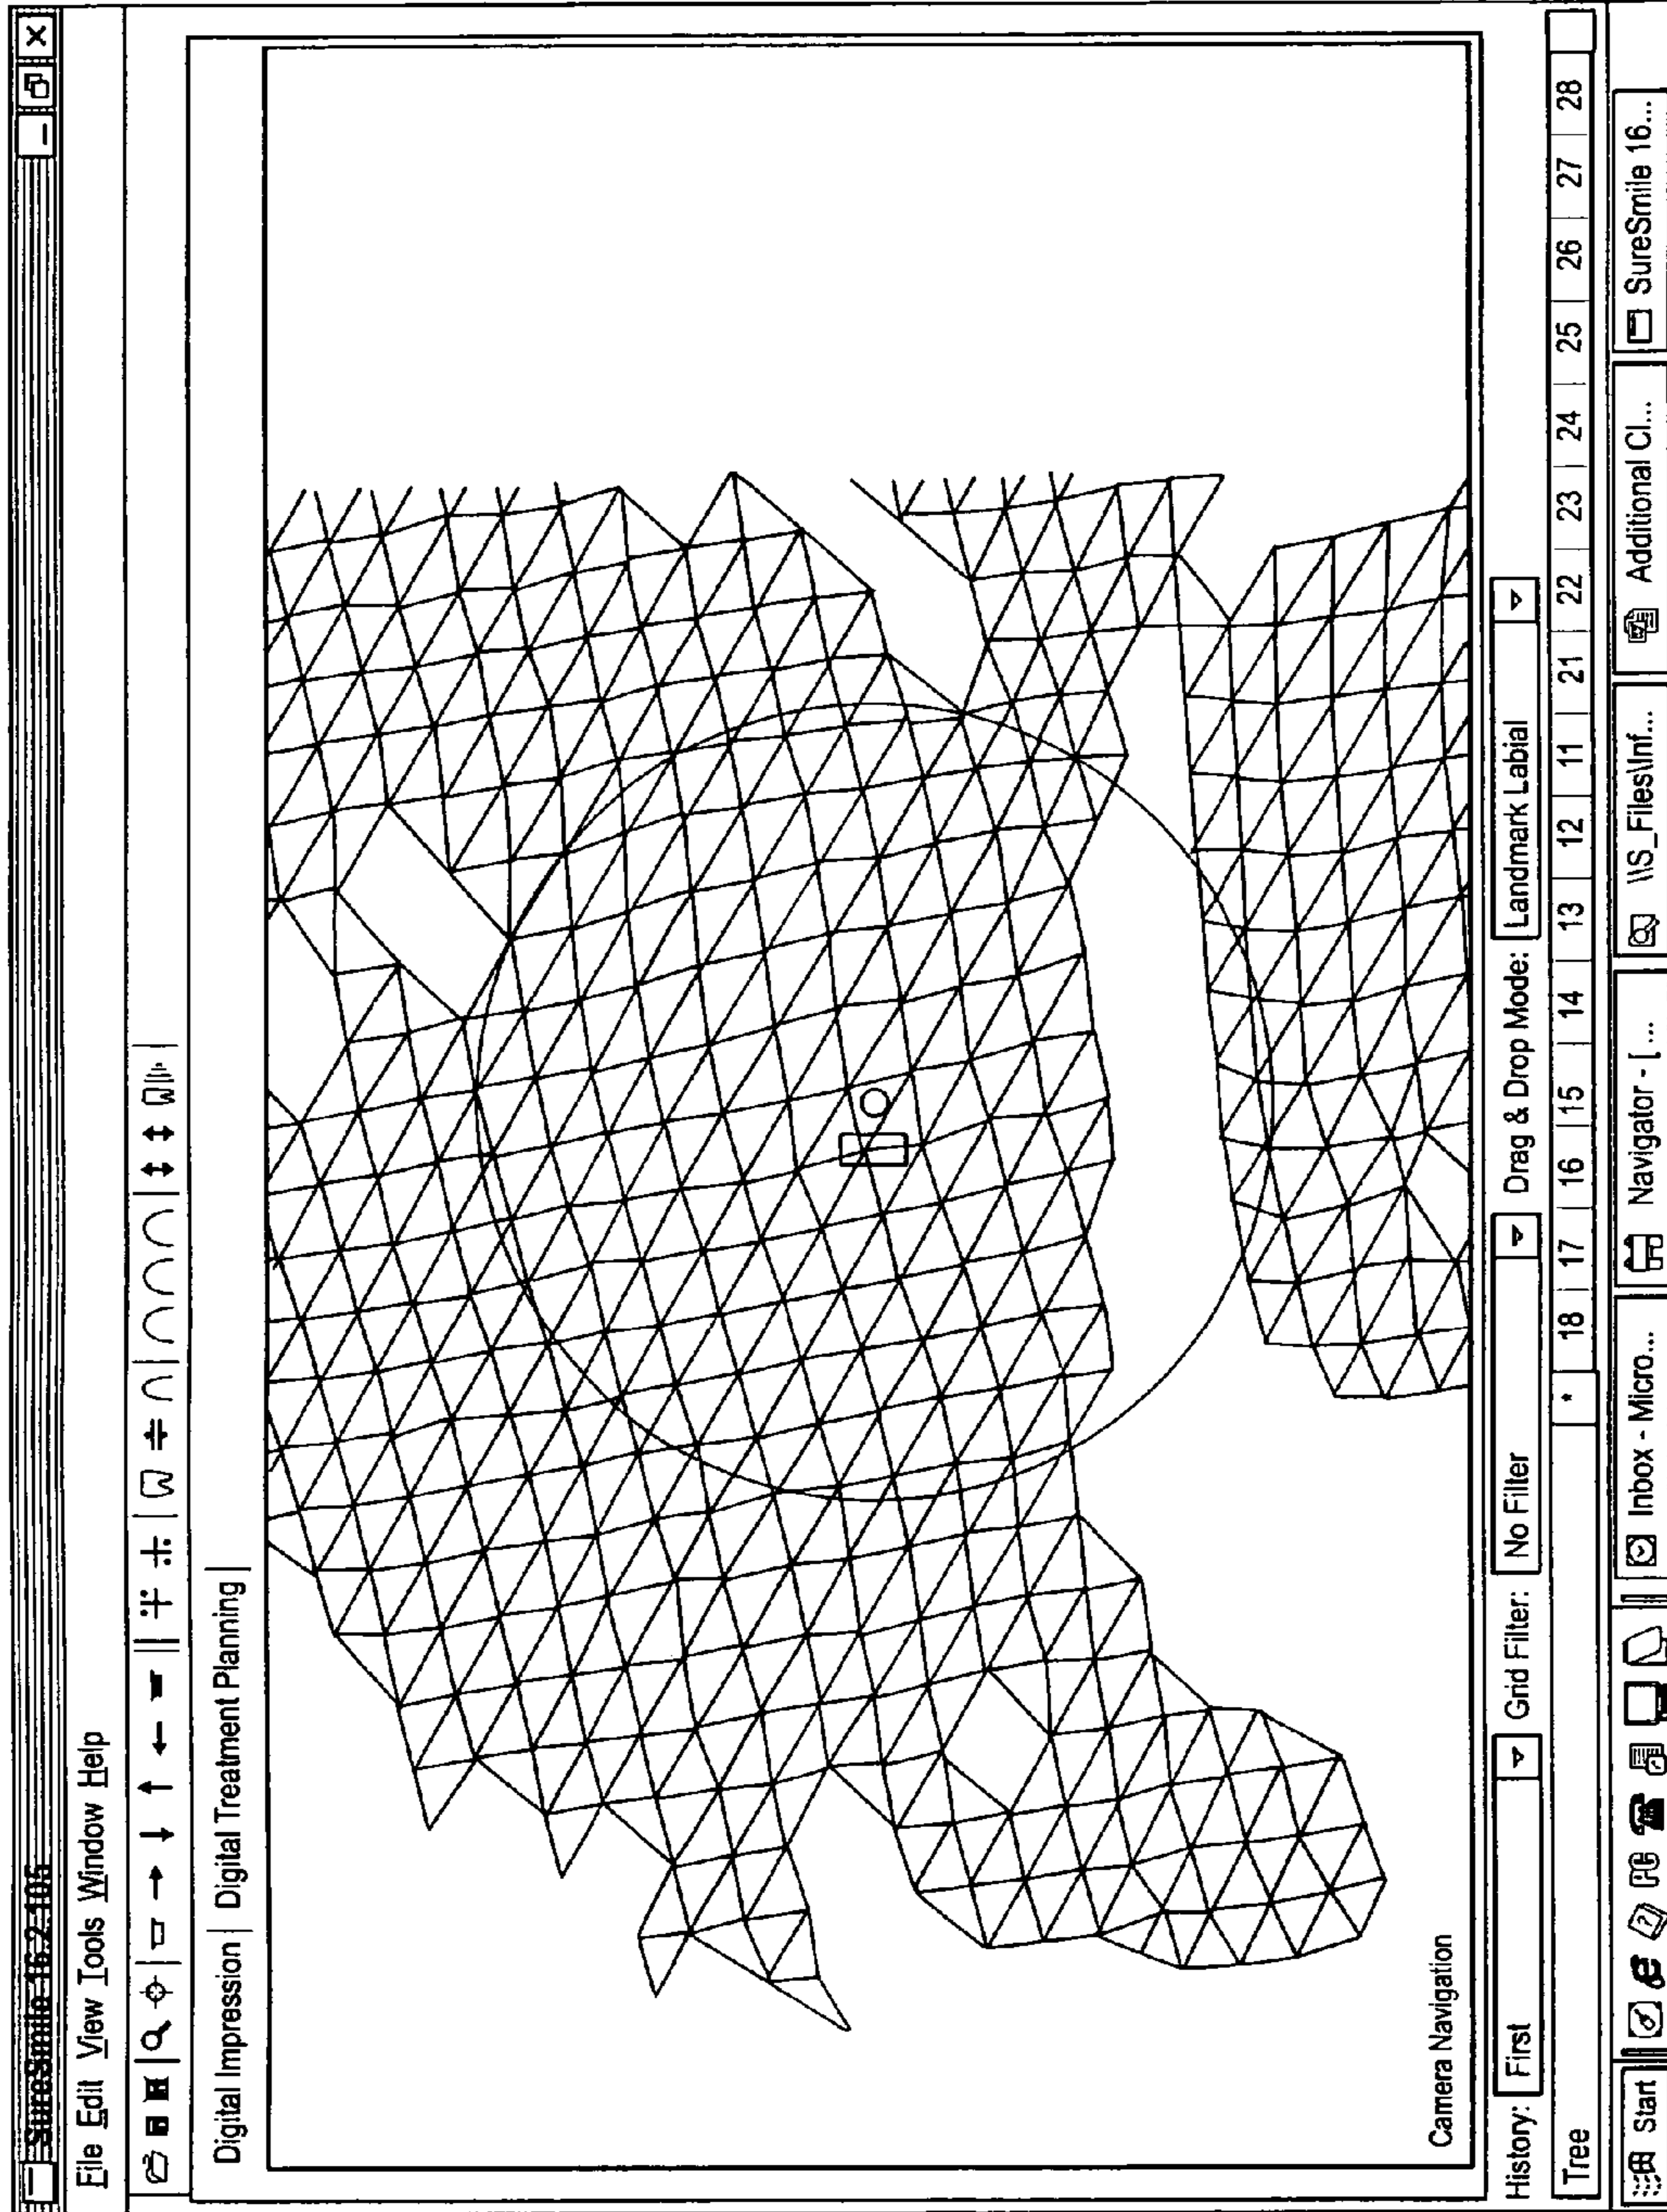 SureSmile 16.2.105
File Edit View Tools Window Help
Digital Impression | Digital Treatment Planning
Camera Navigation
History: First Grid Filter: No Filter Drag & Drop Mode: Landmark Labial
Tree * 18 17 16 15 14 13 12 11 21 22 23 24 25 26 27 28
Start Inbox - Micro... Navigator - [... \\S_Files\Inf... Additional Cl... SureSmile 16...